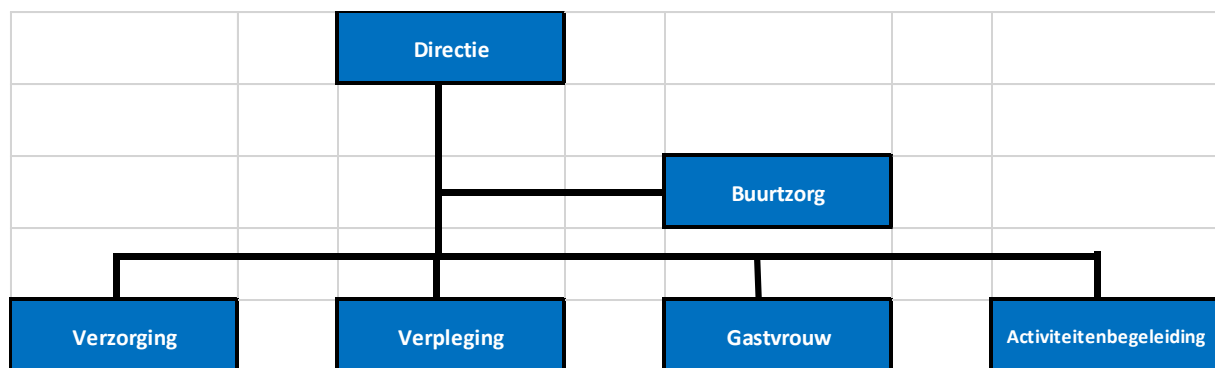 Directie
Buurtzorg
Verzorging
Verpleging
Gastvrouw
Activiteitenbegeleiding